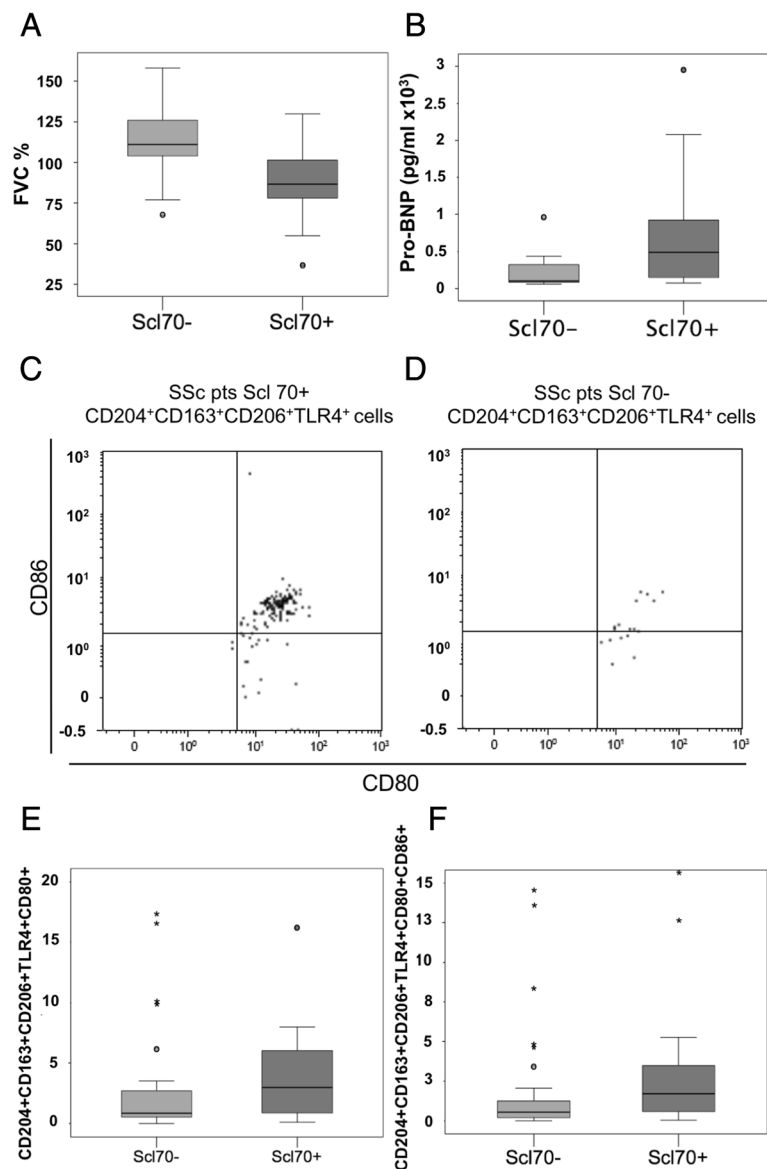 A
FVC %
150
125
100
75
50
25
Scl70-
Scl70+
B
Pro-BNP (pg/ml x10³)
3
2.5
2
1.5
1
0.5
0
Scl70–
Scl70+
C
SSc pts Scl 70+
CD204⁺CD163⁺CD206⁺TLR4⁺ cells
CD86
10³
10²
10¹
10⁰
0
-0.5
0
10⁰
10¹
10²
10³
D
SSc pts Scl 70-
CD204⁺CD163⁺CD206⁺TLR4⁺ cells
10³
10²
10¹
10⁰
0
-0.5
0
10⁰
10¹
10²
10³
CD80
E
CD204+CD163+CD206+TLR4+CD80+
20
15
10
5
0
Scl70-
Scl70+
F
CD204+CD163+CD206+TLR4+CD80+CD86+
15
13
10
8
5
3
0
Scl70-
Scl70+